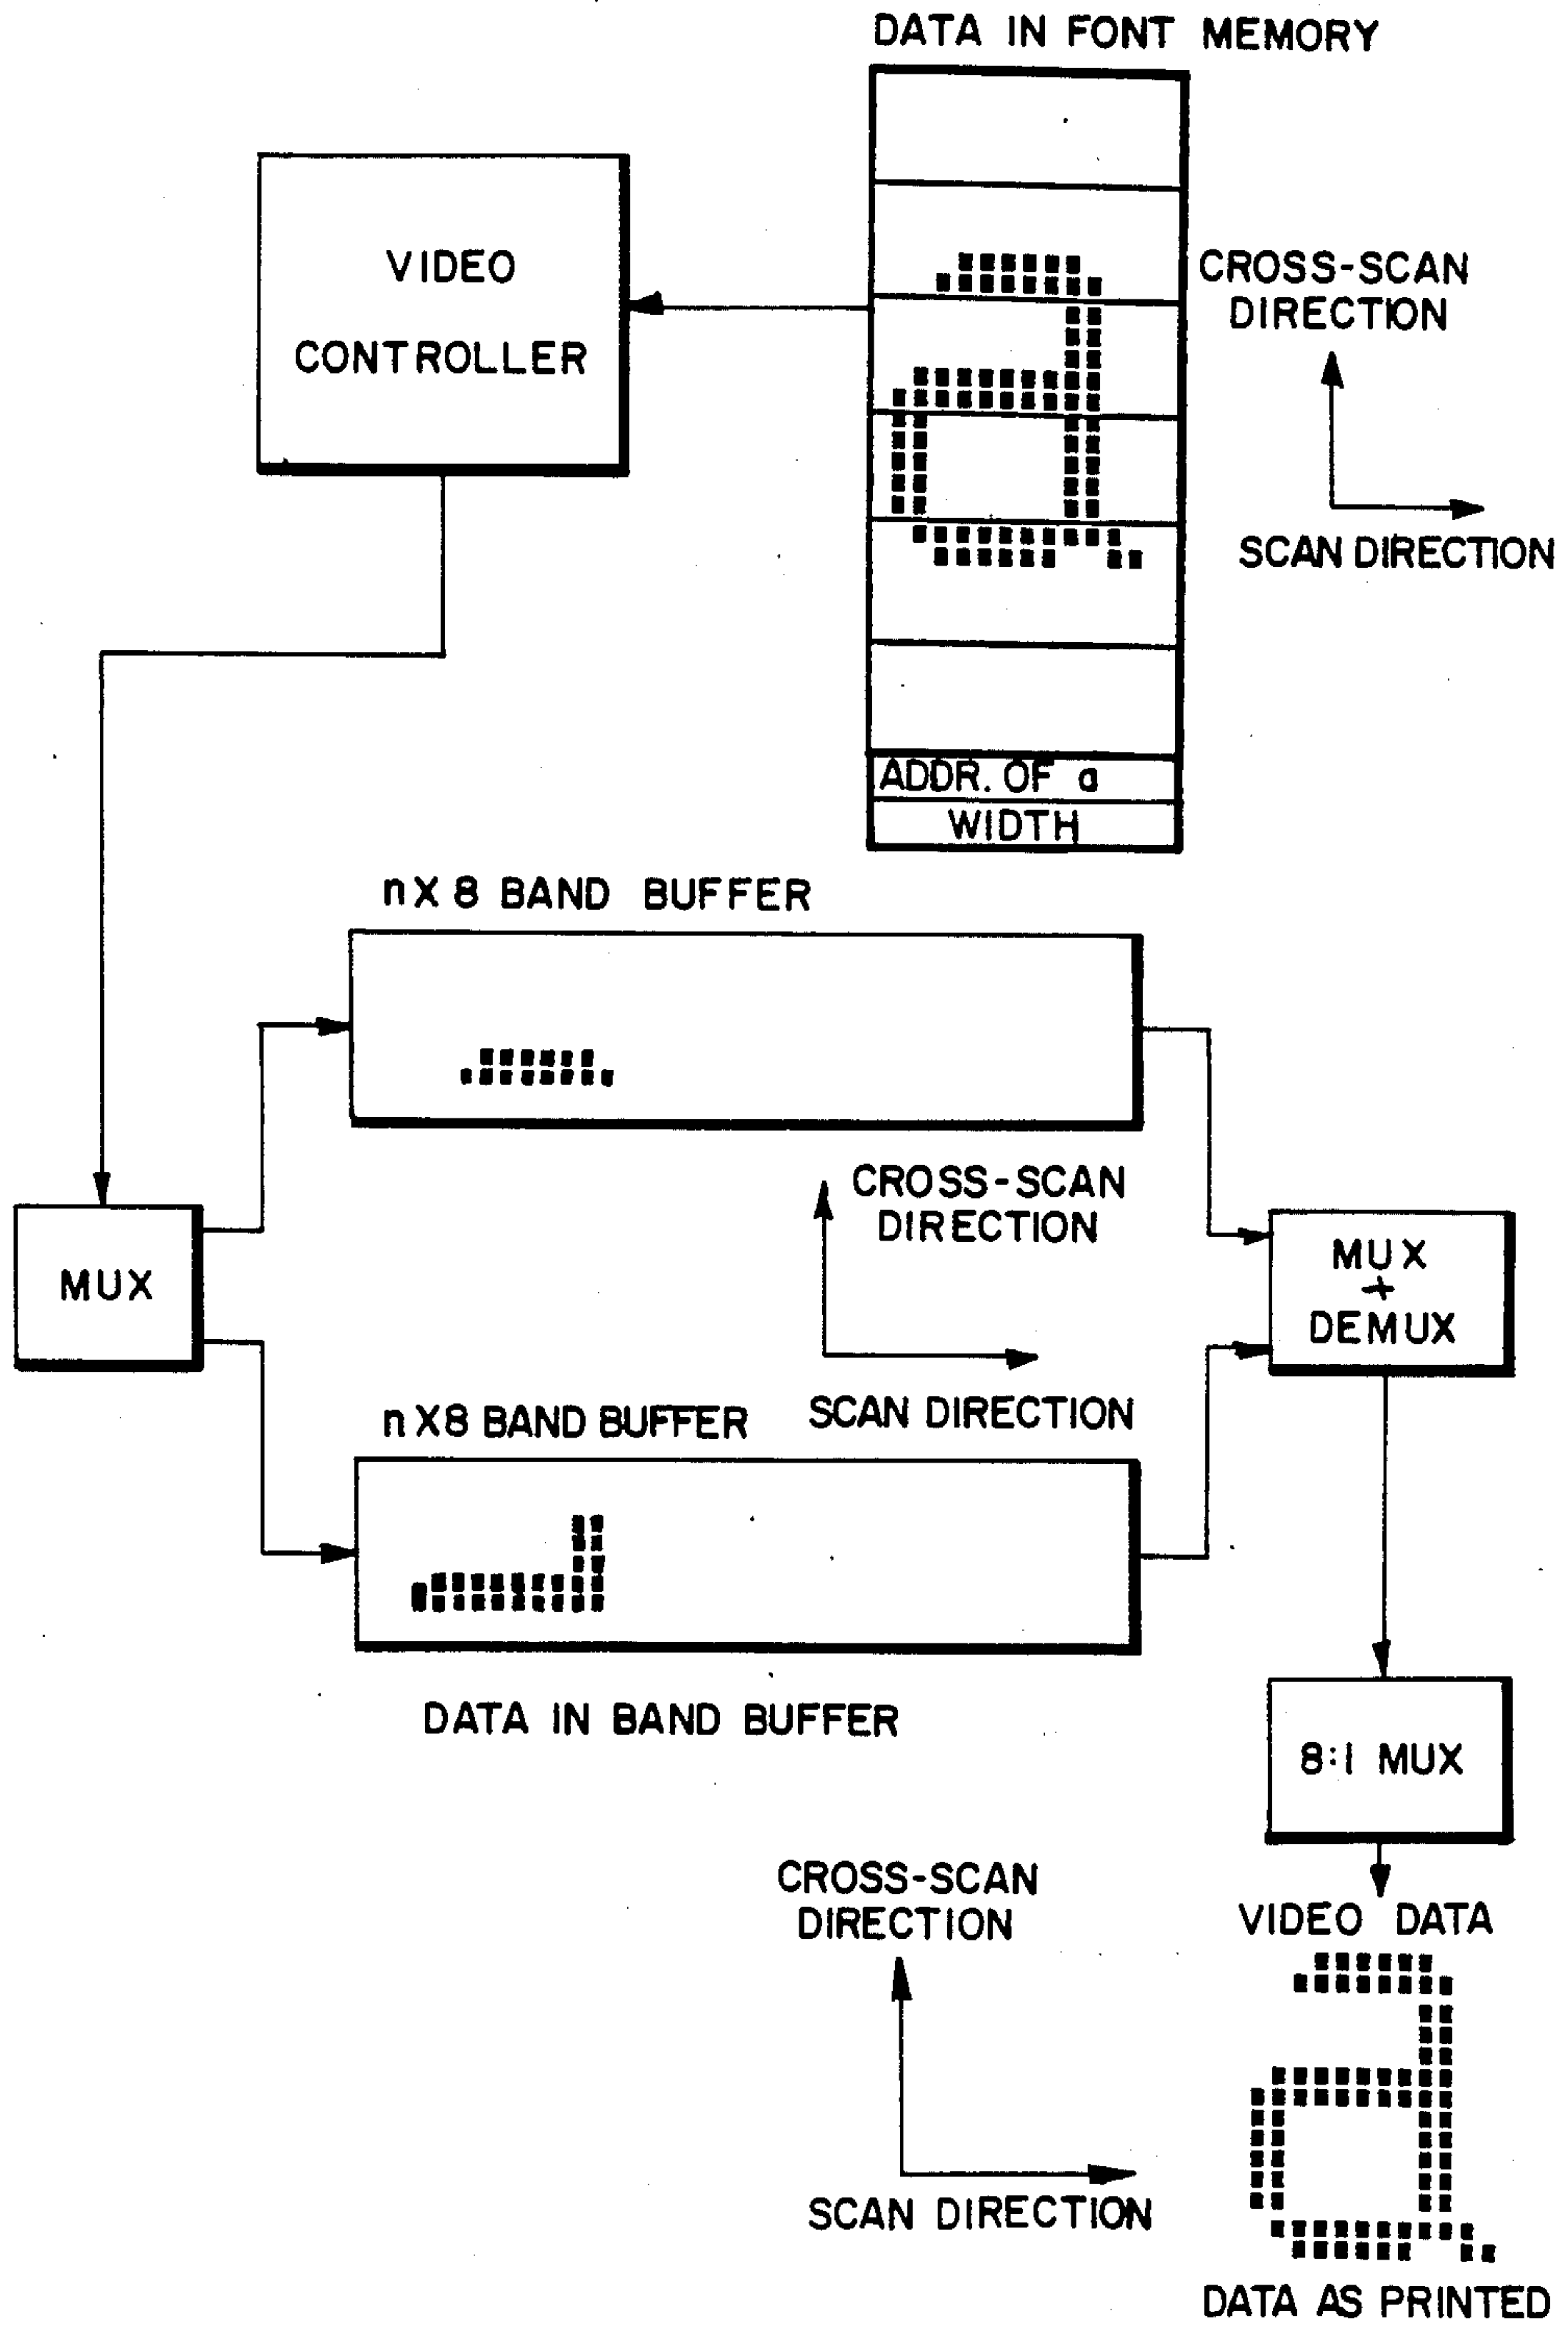 DATA IN FONT MEMORY
VIDEO
CONTROLLER
CROSS-SCAN
DIRECTION
SCAN DIRECTION
ADDR. OF a
WIDTH
nX8 BAND BUFFER
CROSS-SCAN
DIRECTION
MUX
MUX
+
DEMUX
SCAN DIRECTION
nX8 BAND BUFFER
DATA IN BAND BUFFER
8:1 MUX
CROSS-SCAN
DIRECTION
VIDEO DATA
a
SCAN DIRECTION
DATA AS PRINTED